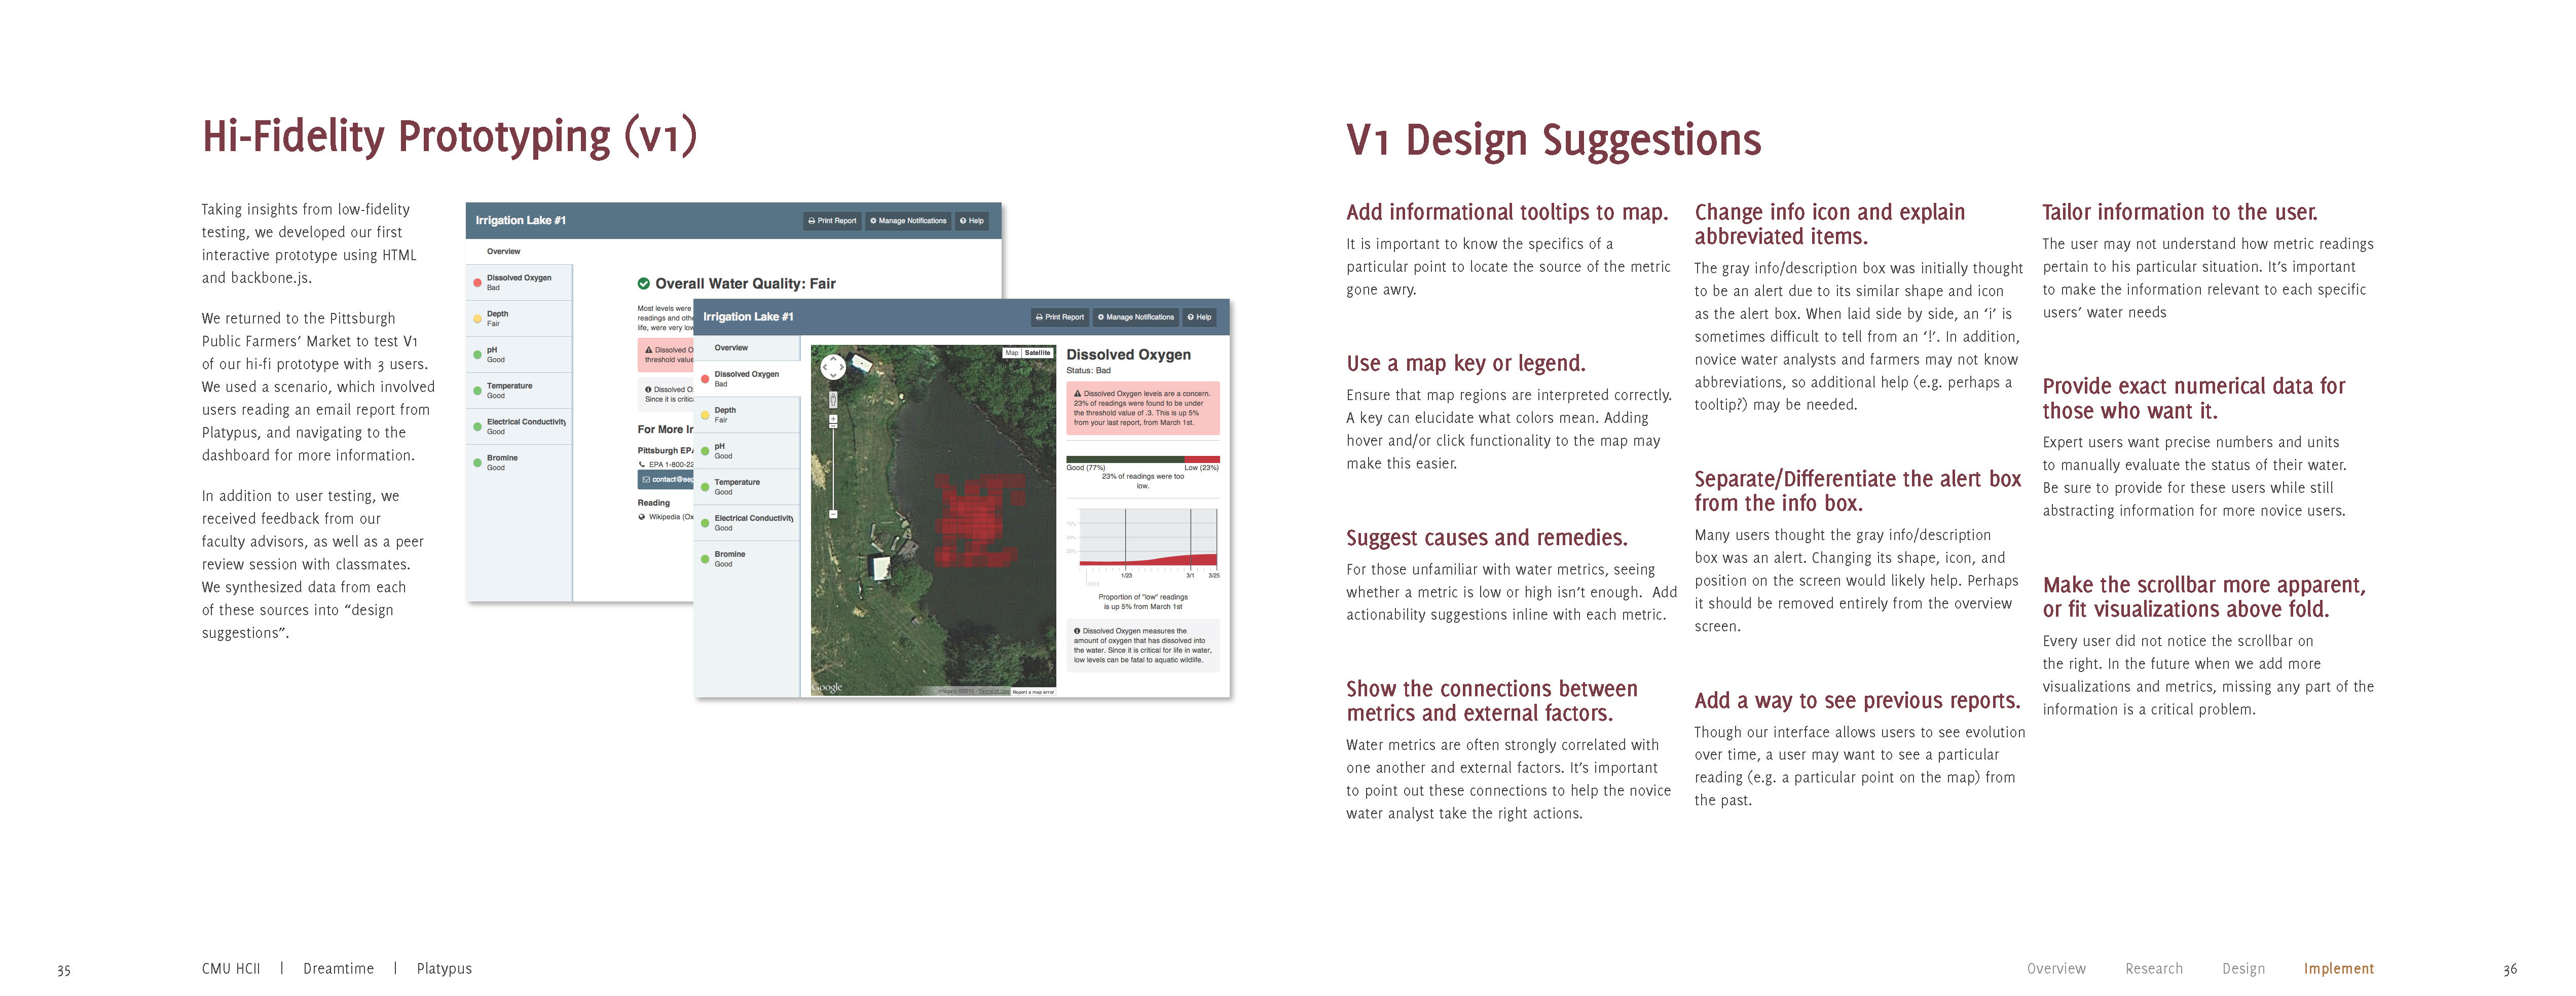 Hi-Fidelity Prototyping (v1)
Taking insights from low-fidelity
testing, we developed our first
interactive prototype using HTML
and backbone.js.
We returned to the Pittsburgh
Public Farmers' Market to test V1
of our hi-fi prototype with 3 users.
We used a scenario, which involved
users reading an email report from
Platypus, and navigating to the
dashboard for more information.
In addition to user testing, we
received feedback from our
faculty advisors, as well as a peer
review session with classmates.
We synthesized data from each
of these sources into "design
suggestions".
Irrigation Lake #1
Print Report
Manage Notifications
Help
Overview
Dissolved Oxygen
Bad
Depth
Fair
pH
Good
Temperature
Good
Electrical Conductivity
Good
Bromine
Good
Overall Water Quality: Fair
Most levels were
readings and othe
life, were very low
Dissolved O
threshold value
Dissolved O
Since it is critic
For More Ir
Pittsburgh EPA
EPA 1-800-22
contact@eep
Reading
Wikipedia (Ox
Irrigation Lake #1
Print Report
Manage Notifications
Help
Overview
Dissolved Oxygen
Bad
Depth
Fair
pH
Good
Temperature
Good
Electrical Conductivity
Good
Bromine
Good
Map Satellite
Google
Terms of Use
Report a map error
Dissolved Oxygen
Status: Bad
Dissolved Oxygen levels are a concern.
23% of readings were found to be under
the threshold value of .3. This is up 5%
from your last report, from March 1st.
Good (77%) Low (23%)
23% of readings were too
low.
75%
50%
25%
1/23 3/1 3/25
2013
Proportion of "low" readings
is up 5% from March 1st
Dissolved Oxygen measures the
amount of oxygen that has dissolved into
the water. Since it is critical for life in water,
low levels can be fatal to aquatic wildlife.
35
CMU HCII | Dreamtime | Platypus
V1 Design Suggestions
Add informational tooltips to map.
It is important to know the specifics of a
particular point to locate the source of the metric
gone awry.
Use a map key or legend.
Ensure that map regions are interpreted correctly.
A key can elucidate what colors mean. Adding
hover and/or click functionality to the map may
make this easier.
Suggest causes and remedies.
For those unfamiliar with water metrics, seeing
whether a metric is low or high isn't enough. Add
actionability suggestions inline with each metric.
Show the connections between
metrics and external factors.
Water metrics are often strongly correlated with
one another and external factors. It's important
to point out these connections to help the novice
water analyst take the right actions.
Change info icon and explain
abbreviated items.
The gray info/description box was initially thought
to be an alert due to its similar shape and icon
as the alert box. When laid side by side, an 'i' is
sometimes difficult to tell from an '!'. In addition,
novice water analysts and farmers may not know
abbreviations, so additional help (e.g. perhaps a
tooltip?) may be needed.
Separate/Differentiate the alert box
from the info box.
Many users thought the gray info/description
box was an alert. Changing its shape, icon, and
position on the screen would likely help. Perhaps
it should be removed entirely from the overview
screen.
Add a way to see previous reports.
Though our interface allows users to see evolution
over time, a user may want to see a particular
reading (e.g. a particular point on the map) from
the past.
Tailor information to the user.
The user may not understand how metric readings
pertain to his particular situation. It's important
to make the information relevant to each specific
users' water needs
Provide exact numerical data for
those who want it.
Expert users want precise numbers and units
to manually evaluate the status of their water.
Be sure to provide for these users while still
abstracting information for more novice users.
Make the scrollbar more apparent,
or fit visualizations above fold.
Every user did not notice the scrollbar on
the right. In the future when we add more
visualizations and metrics, missing any part of the
information is a critical problem.
Overview Research Design Implement
36